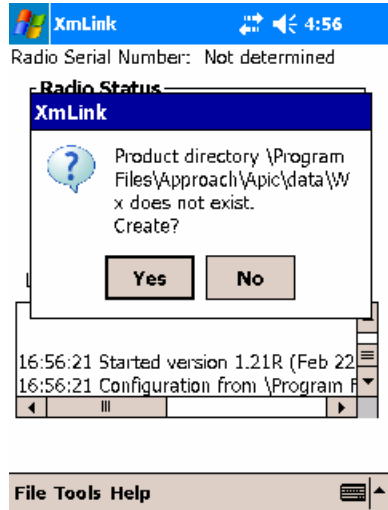 XmLink 4:56
Radio Serial Number: Not determined
Radio Status
XmLink
Product directory \Program
Files\Approach\Apic\data\W
x does not exist.
Create?
Yes No
16:56:21 Started version 1.21R (Feb 22
16:56:21 Configuration from \Program
File Tools Help